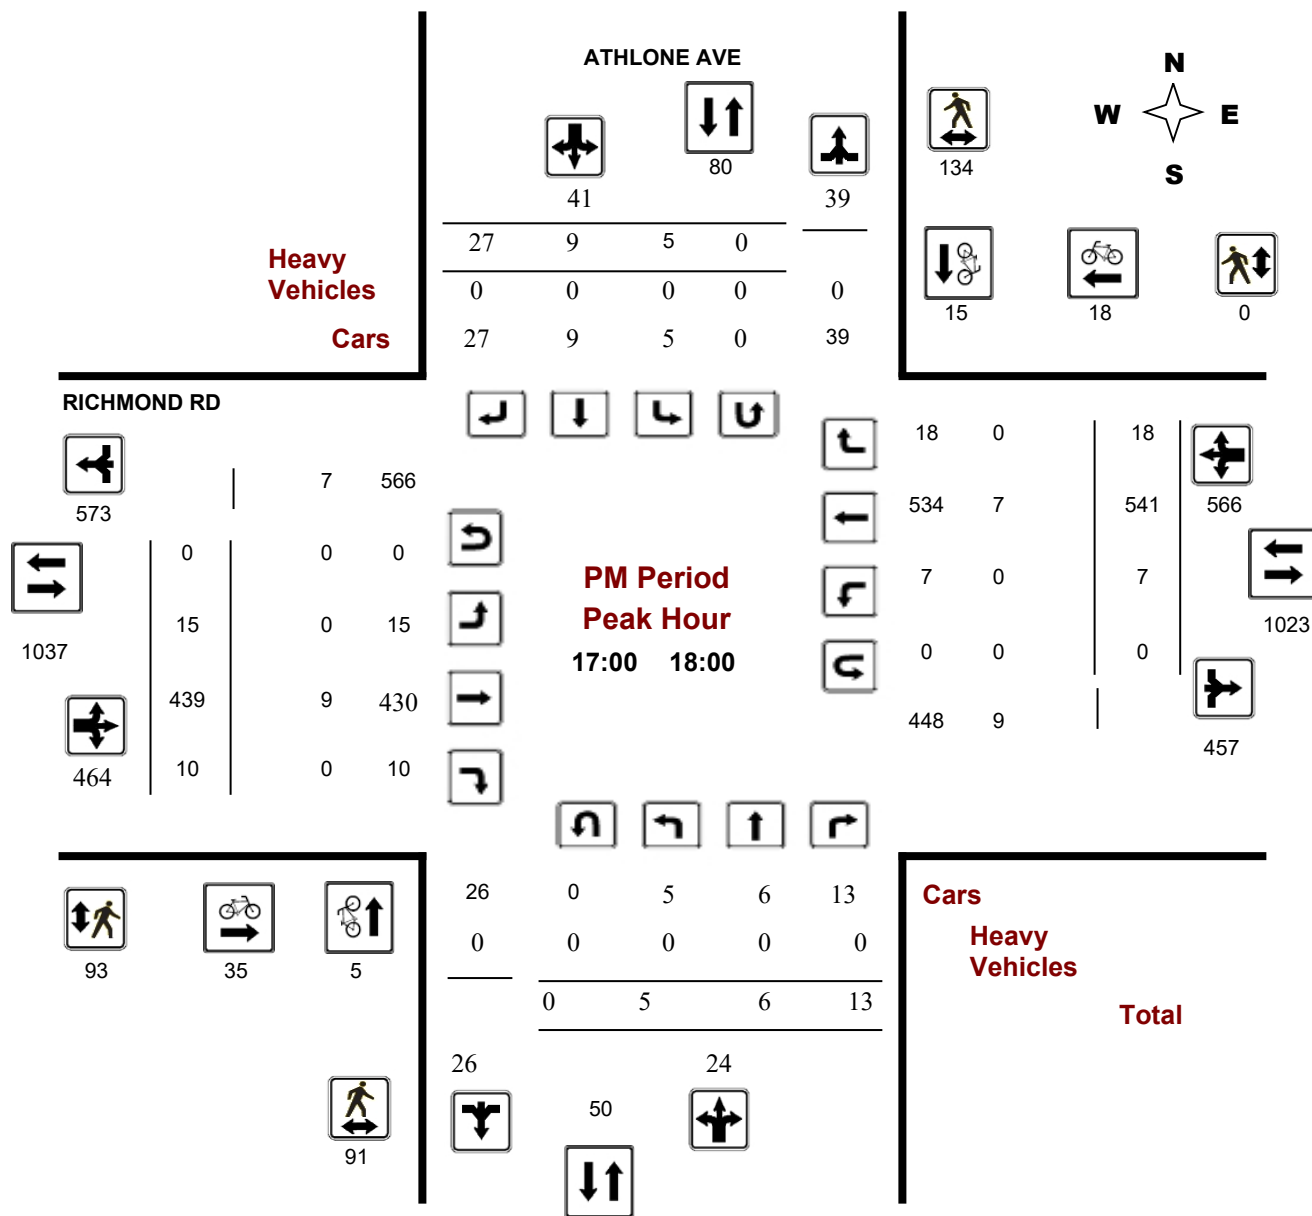 ATHLONE AVE
N
W E
S
80
134
41 39
27 9 5 0
15 18 0
Heavy
Vehicles
0 0 0 0 0
Cars
27 9 5 0 39
RICHMOND RD
18 0 18
7 566
573
534 7 541 566
0 0 0
PM Period
7 0 7
Peak Hour
15 0 15
1023
1037
17:00 18:00
0 0 0
439 9 430
448 9
457
464
10 0 10
26 0 5 6 13
Cars
0 0 0 0 0
Heavy
Vehicles
93 35 5
0 5 6 13
Total
26 24
50
91